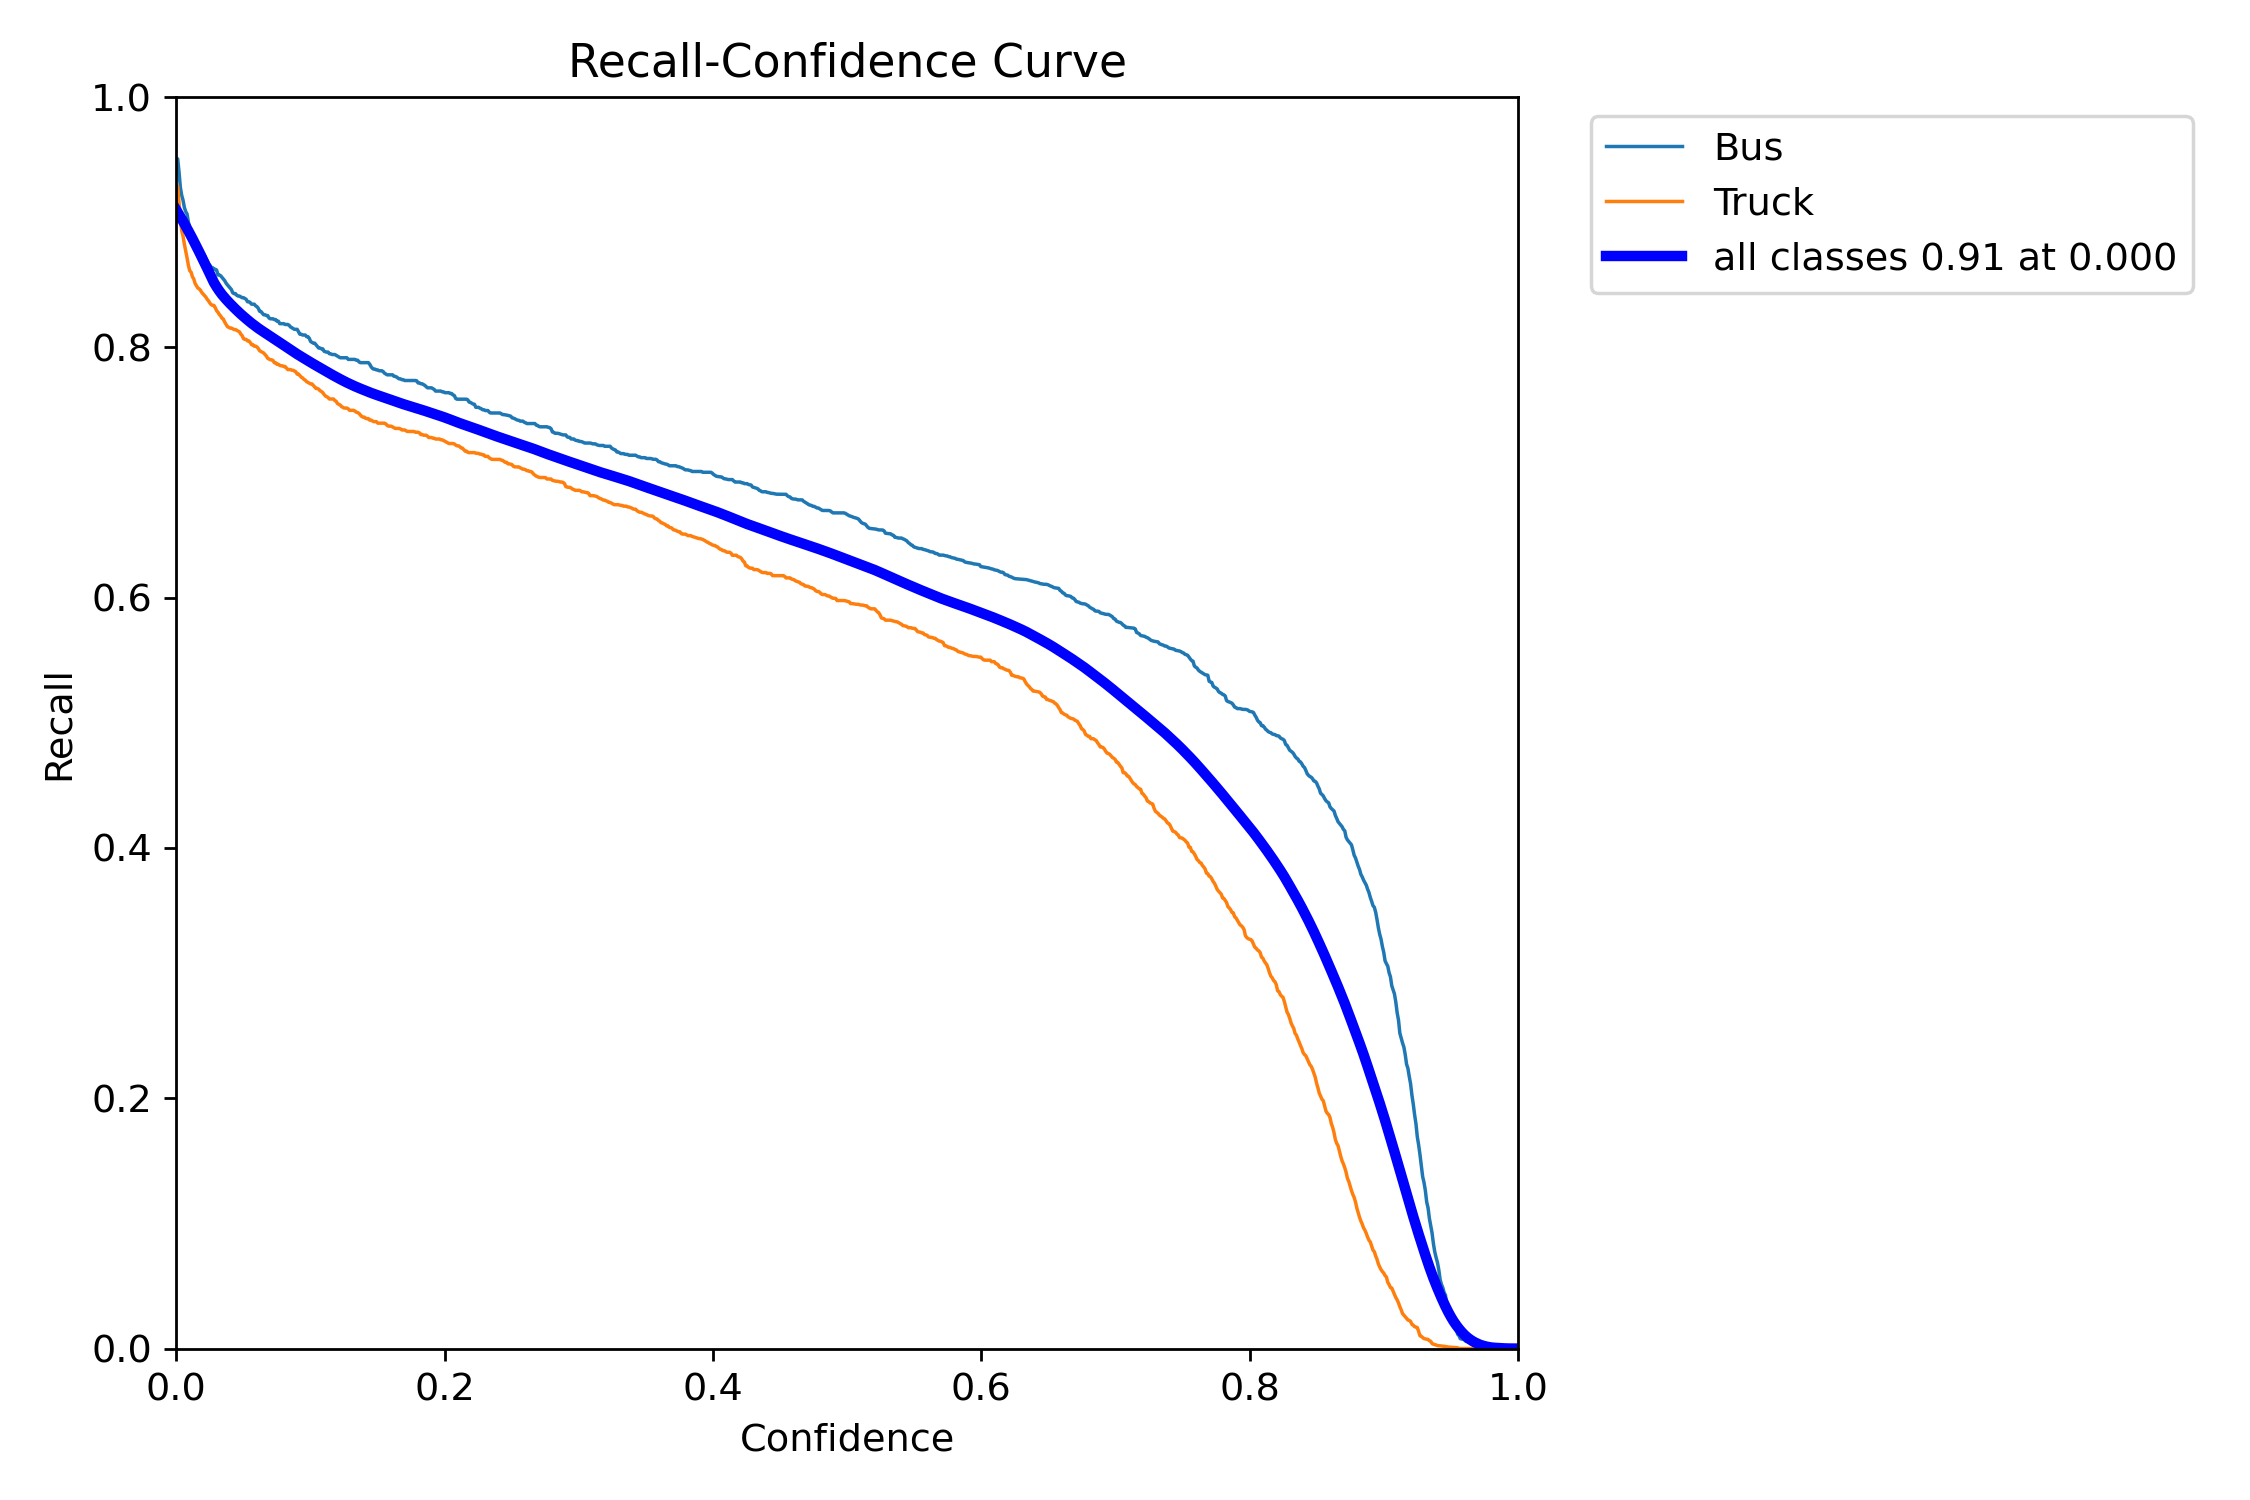 Recall-Confidence Curve
Bus
Truck
all classes 0.91 at 0.000
1.0
0.8
0.6
0.4
0.2
0.0
Recall
0.0 0.2 0.4 0.6 0.8 1.0
Confidence